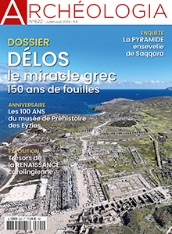 ARCHÉOLOGIA
ENQUÊTE
La PYRAMIDE
ensevelie
de Saqqara
DOSSIER
DÉLOS
le miracle grec
150 ans de fouilles
ANNIVERSAIRE
Les 100 ANS
du musée de Préhistoire
des Eyzies
EXPOSITION
Trésors de
la RENAISSANCE
carolingienne